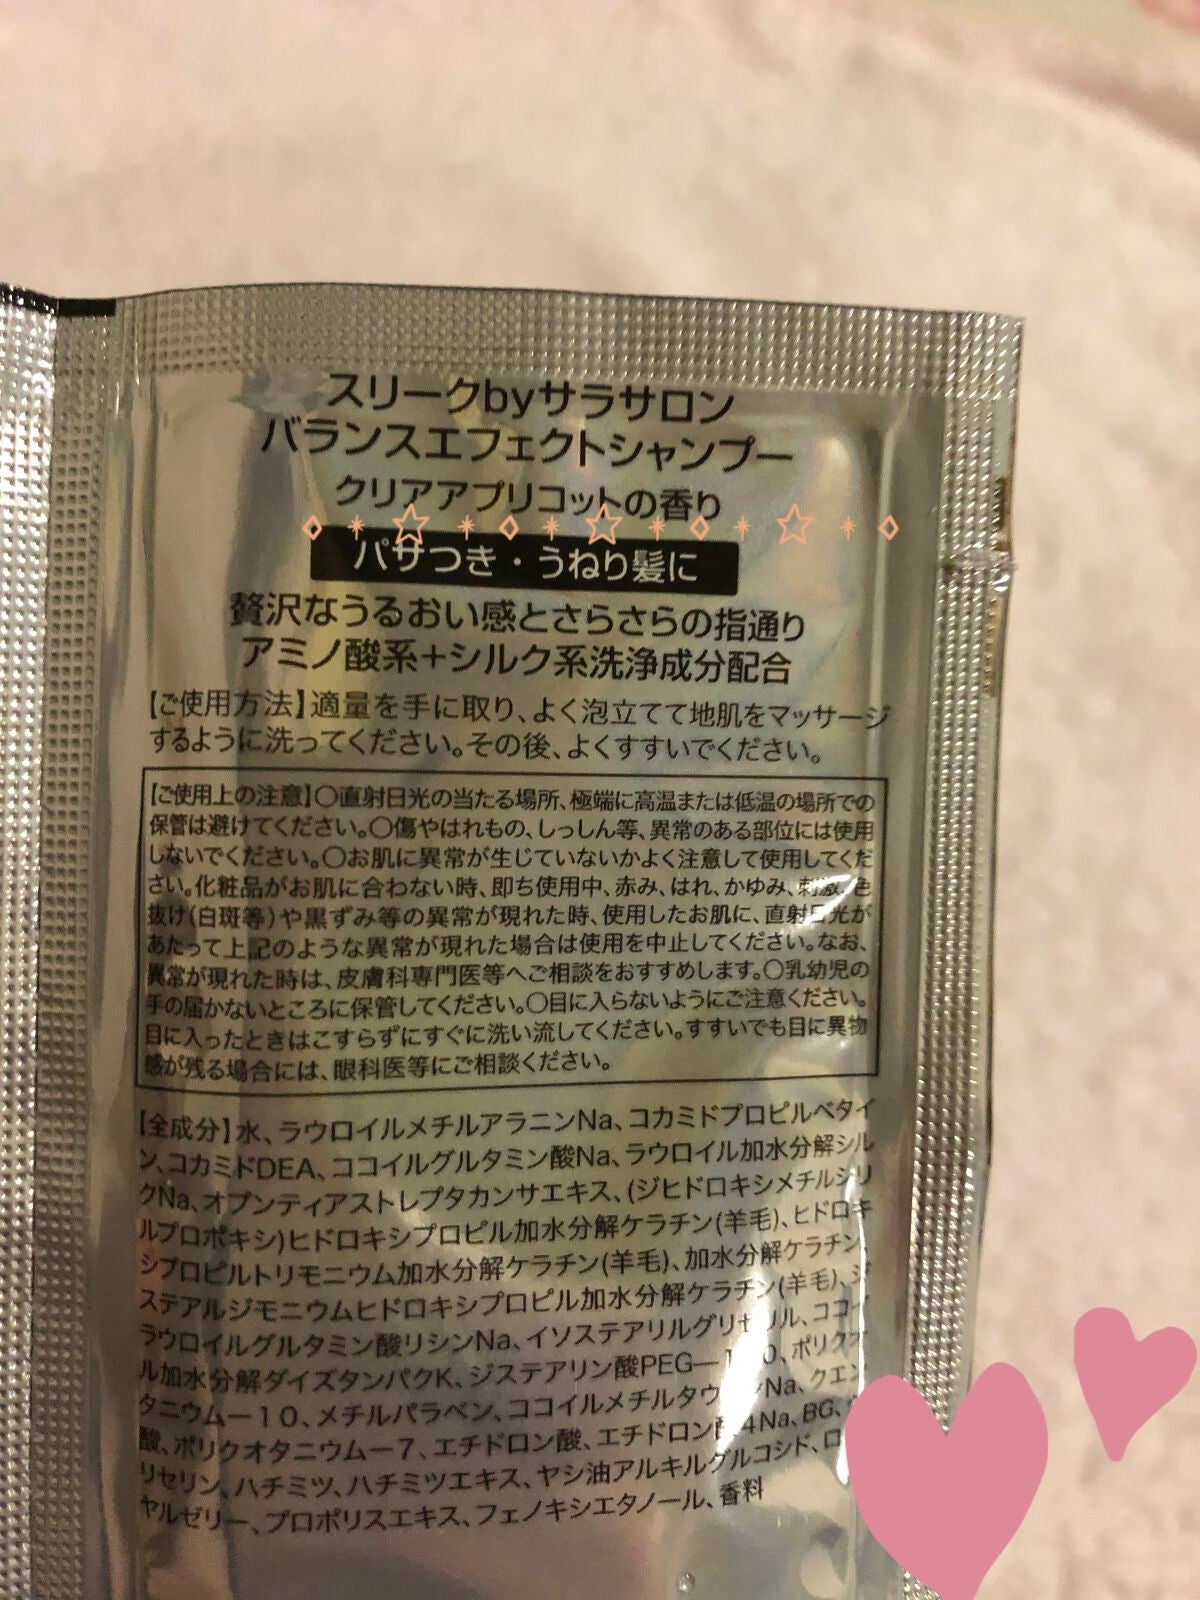 スリークbyサラサロン
バランスエフェクトシャンプー
クリアアプリコットの香り
パサつき・うねり髪に
贅沢なうるおい感とさらさらの指通り
アミノ酸系+シルク系洗浄成分配合
【ご使用方法】適量を手に取り、よく泡立てて地肌をマッサージ
するように洗ってください。その後、よくすすいでください。
【ご使用上の注意】〇直射日光の当たる場所、極端に高温または低温の場所での
保管は避けてください。〇傷やはれもの、しっしん等、異常のある部位には使用
しないでください。〇お肌に異常が生じていないかよく注意して使用してくだ
さい。化粧品がお肌に合わない時、即ち使用中、赤み、はれ、かゆみ、刺激、色
抜け(白斑等)や黒ずみ等の異常が現れた時、使用したお肌に、直射日光が
あたって上記のような異常が現れた場合は使用を中止してください。なお、
異常が現れた時は、皮膚科専門医等へご相談をおすすめします。〇乳幼児の
手の届かないところに保管してください。〇目に入らないようにご注意ください。
目に入ったときはこすらずにすぐに洗い流してください。すすいでも目に異物
感が残る場合には、眼科医等にご相談ください。
【全成分】水、ラウロイルメチルアラニンNa、コカミドプロピルベタイ
ン、コカミドDEA、ココイルグルタミン酸Na、ラウロイル加水分解シル
クNa、オプンティアストレプタカンサエキス、(ジヒドロキシメチルシリ
ルプロポキシ)ヒドロキシプロピル加水分解ケラチン(羊毛)、ヒドロキ
シプロピルトリモニウム加水分解ケラチン(羊毛)、加水分解ケラチン、
ステアルジモニウムヒドロキシプロピル加水分解ケラチン(羊毛)、ジ
ラウロイルグルタミン酸リシンNa、イソステアリルグリセリル、ココイ
ル加水分解ダイズタンパクK、ジステアリン酸PEG―、ポリクオ
タニウムー10、メチルパラベン、ココイルメチルタウリンNa、クエン
酸、ポリクオタニウムー7、エチドロン酸、エチドロン酸4Na、BG、
リセリン、ハチミツ、ハチミツエキス、ヤシ油アルキルグルコシド、ロ
ヤルゼリー、プロポリスエキス、フェノキシエタノール、香料